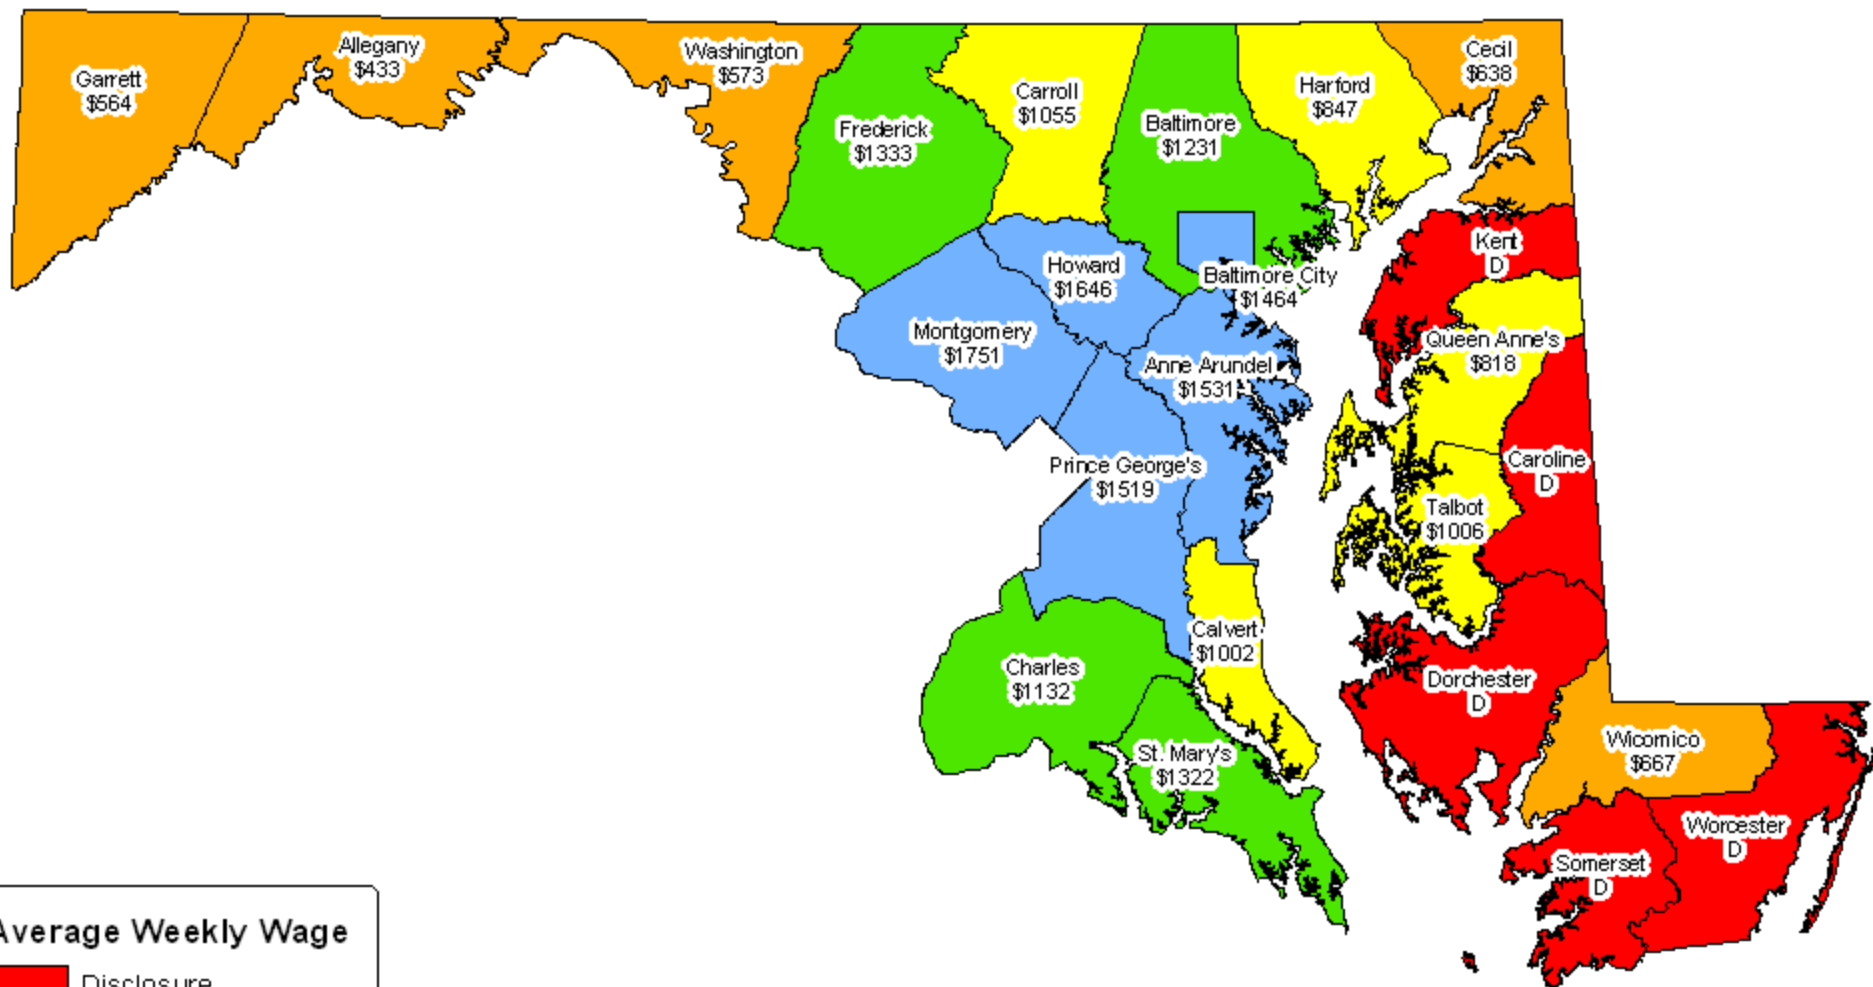 Garrett
$564
Allegany
$433
Washington
$573
Frederick
$1333
Carroll
$1055
Baltimore
$1231
Harford
$847
Cecil
$638
Kent
D
Howard
$1646
Baltimore City
$1464
Montgomery
$1751
Anne Arundel
$1531
Queen Anne's
$818
Prince George's
$1519
Caroline
D
Talbot
$1006
Calvert
$1002
Charles
$1132
Dorchester
D
St. Mary's
$1322
Wicomico
$667
Worcester
D
Somerset
D
Average Weekly Wage
Disclosure